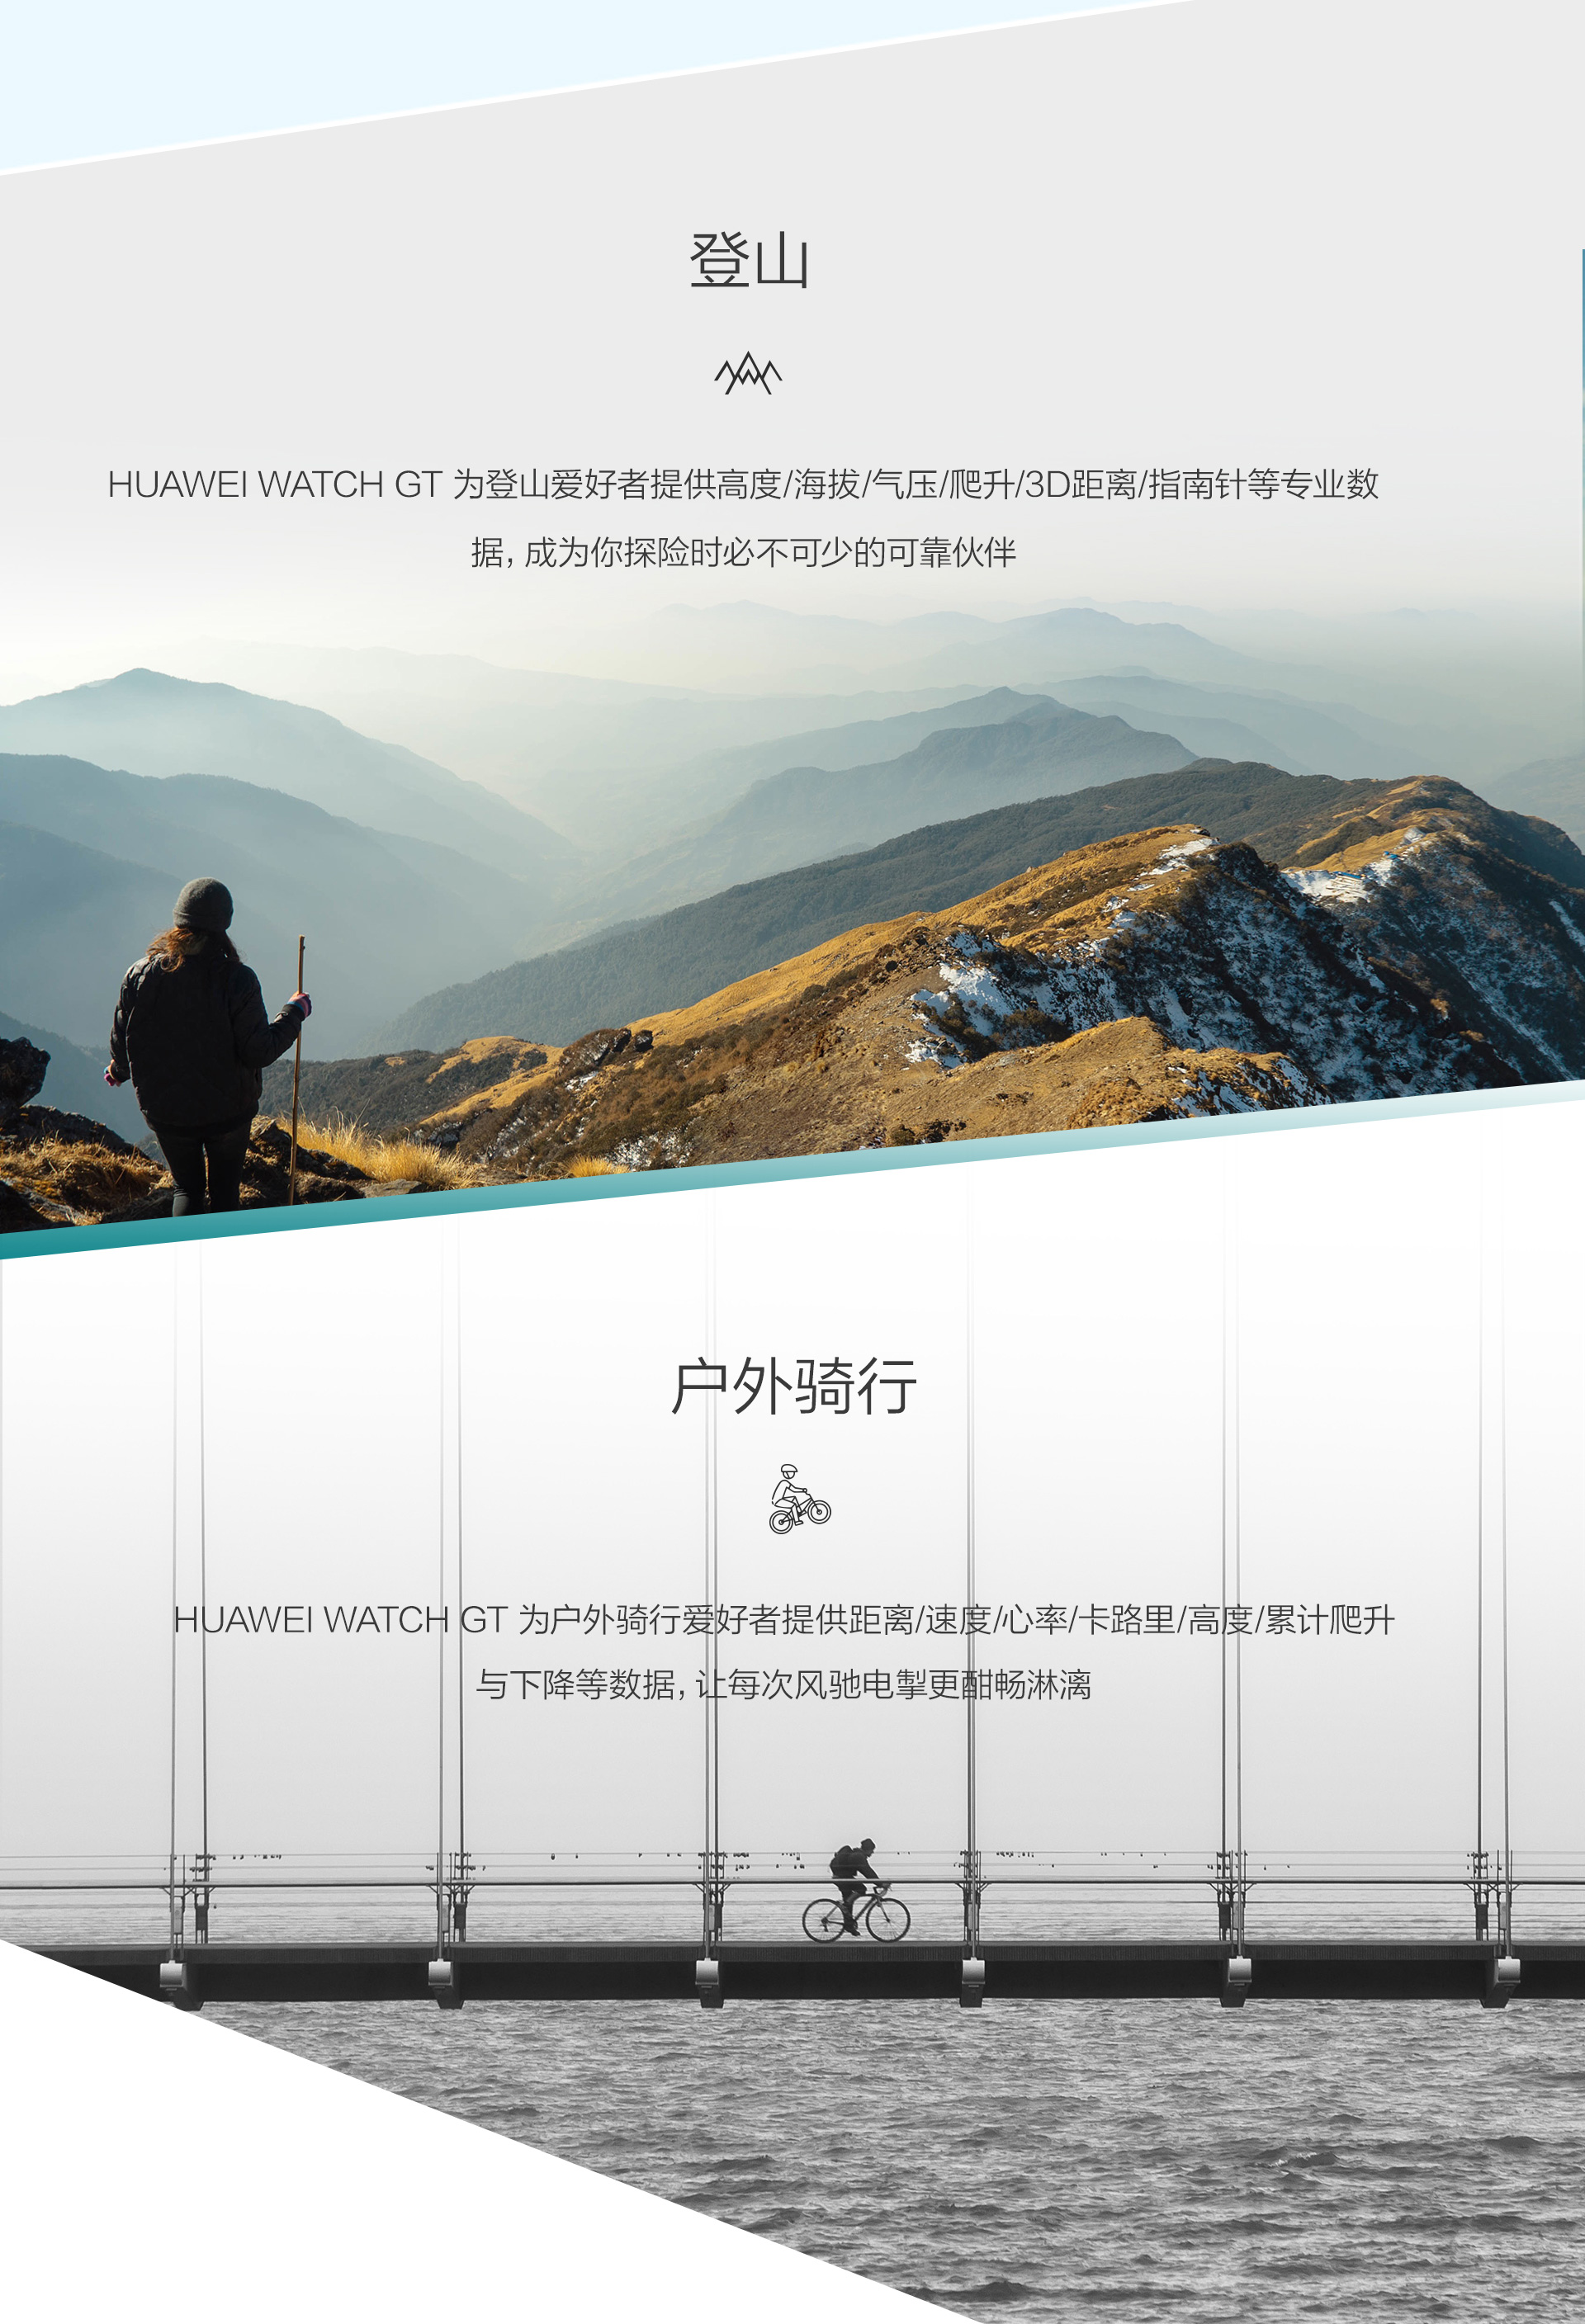 登山
HUAWEI WATCH GT 为登山爱好者提供高度/海拔/气压/爬升/3D距离/指南针等专业数
据，成为你探险时必不可少的可靠伙伴
户外骑行
HUAWEI WATCH GT 为户外骑行爱好者提供距离/速度/心率/卡路里/高度/累计爬升
与下降等数据，让每次风驰电掣更酣畅淋漓